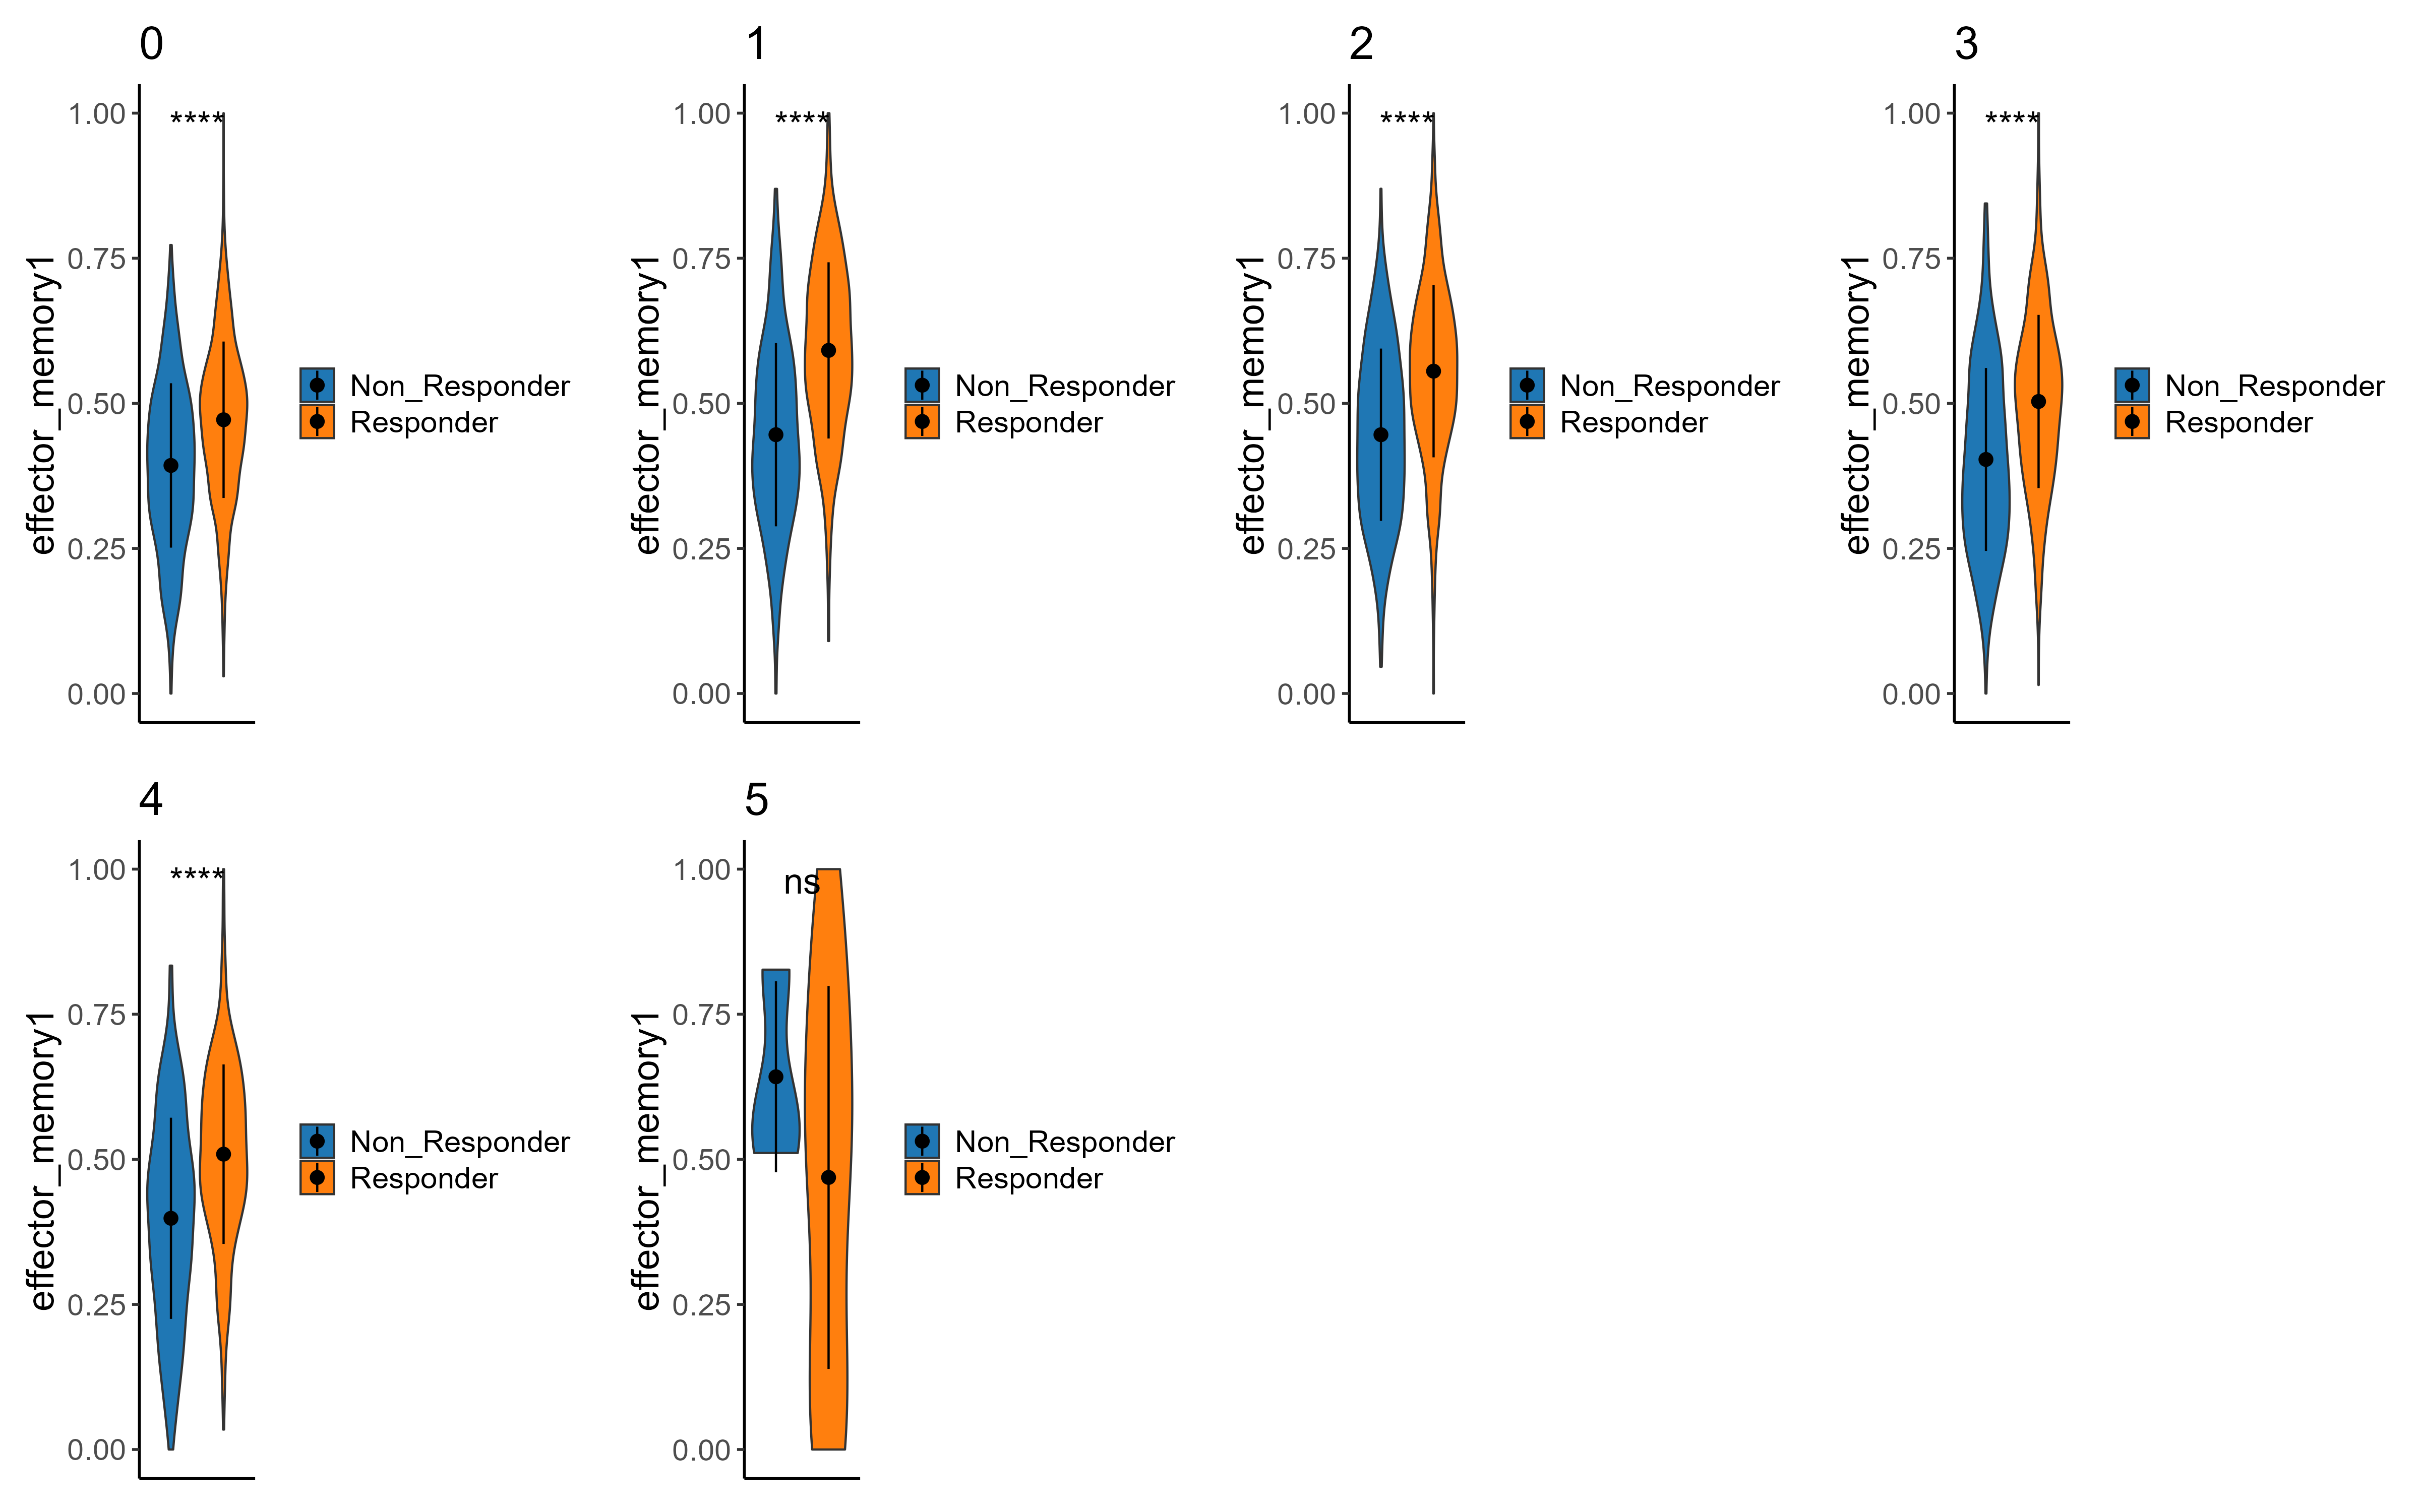 0
****
effector_memory1
1.00
0.75
0.50
0.25
0.00
Non_Responder
Responder
1
****
effector_memory1
1.00
0.75
0.50
0.25
0.00
Non_Responder
Responder
2
****
effector_memory1
1.00
0.75
0.50
0.25
0.00
Non_Responder
Responder
3
****
effector_memory1
1.00
0.75
0.50
0.25
0.00
Non_Responder
Responder
4
****
effector_memory1
1.00
0.75
0.50
0.25
0.00
Non_Responder
Responder
5
ns
effector_memory1
1.00
0.75
0.50
0.25
0.00
Non_Responder
Responder